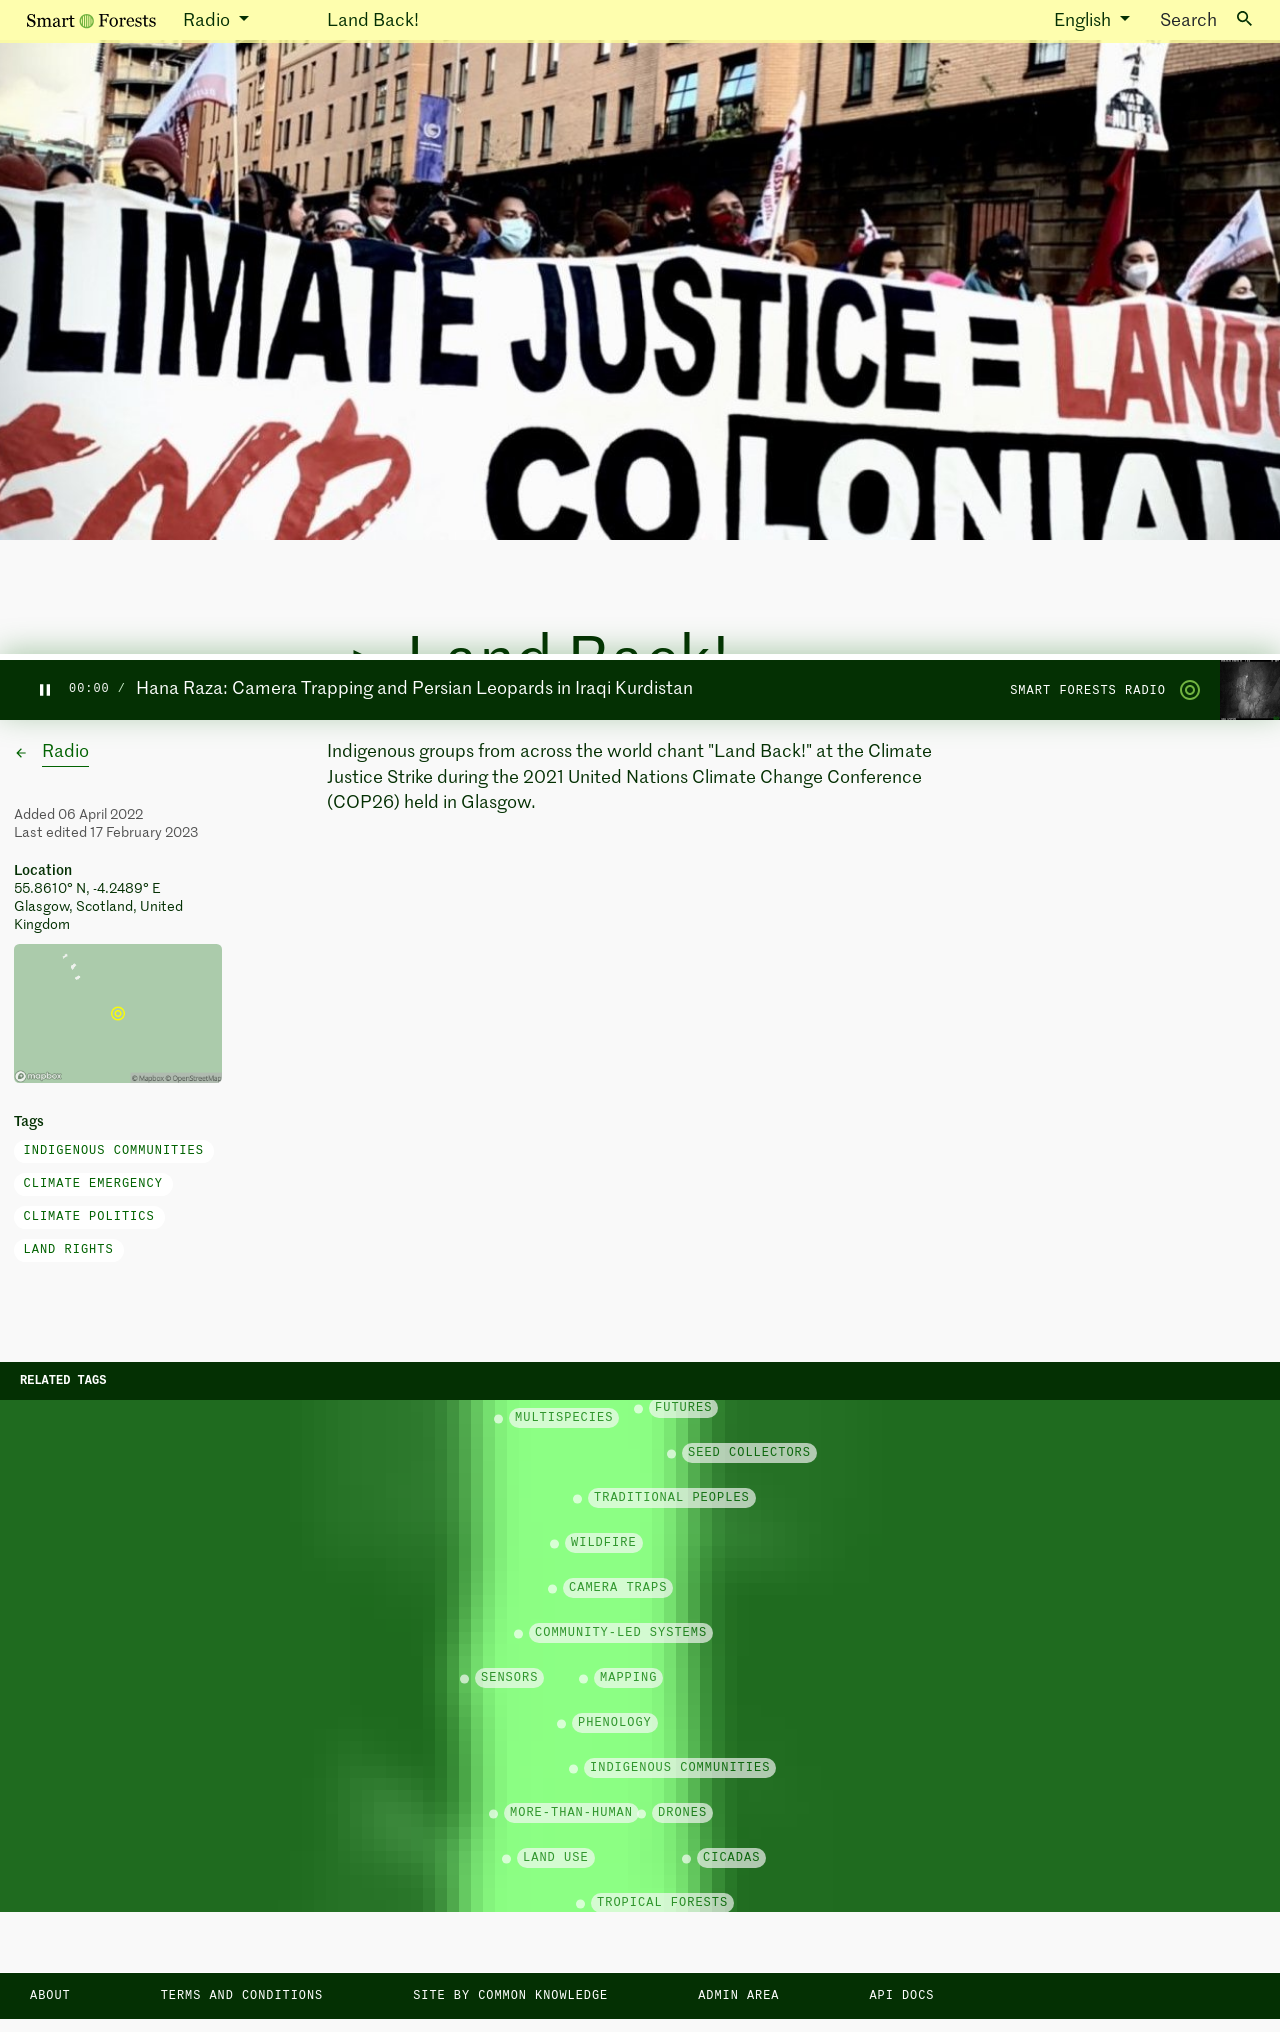 Smart Forests Radio Land Back! English Search
NO LIFE
CLIMATE JUSTICE = LAND
END COLONIAL
Land Back!
00:00 / Hana Raza: Camera Trapping and Persian Leopards in Iraqi Kurdistan SMART FORESTS RADIO
Radio
Indigenous groups from across the world chant "Land Back!" at the Climate
Justice Strike during the 2021 United Nations Climate Change Conference
(COP26) held in Glasgow.
Added 06 April 2022
Last edited 17 February 2023
Location
55.8610° N, -4.2489° E
Glasgow, Scotland, United
Kingdom
mapbox © Mapbox © OpenStreetMap
Tags
INDIGENOUS COMMUNITIES
CLIMATE EMERGENCY
CLIMATE POLITICS
LAND RIGHTS
RELATED TAGS
FUTURES
MULTISPECIES
SEED COLLECTORS
TRADITIONAL PEOPLES
WILDFIRE
CAMERA TRAPS
COMMUNITY-LED SYSTEMS
SENSORS MAPPING
PHENOLOGY
INDIGENOUS COMMUNITIES
MORE-THAN-HUMAN DRONES
LAND USE CICADAS
TROPICAL FORESTS
ABOUT TERMS AND CONDITIONS SITE BY COMMON KNOWLEDGE ADMIN AREA API DOCS